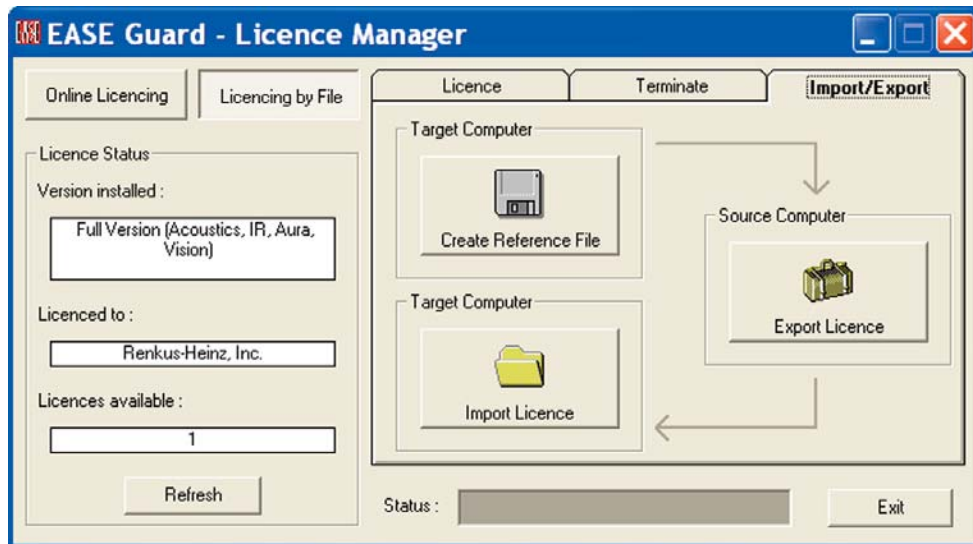 EASE Guard - Licence Manager
Online Licencing
Licencing by File
Licence Status
Version installed :
Full Version (Acoustics, IR, Aura,
Vision)
Licenced to :
Renkus-Heinz, Inc.
Licences available :
1
Refresh
Licence
Terminate
Import/Export
Target Computer
Create Reference File
Source Computer
Export Licence
Target Computer
Import Licence
Status :
Exit